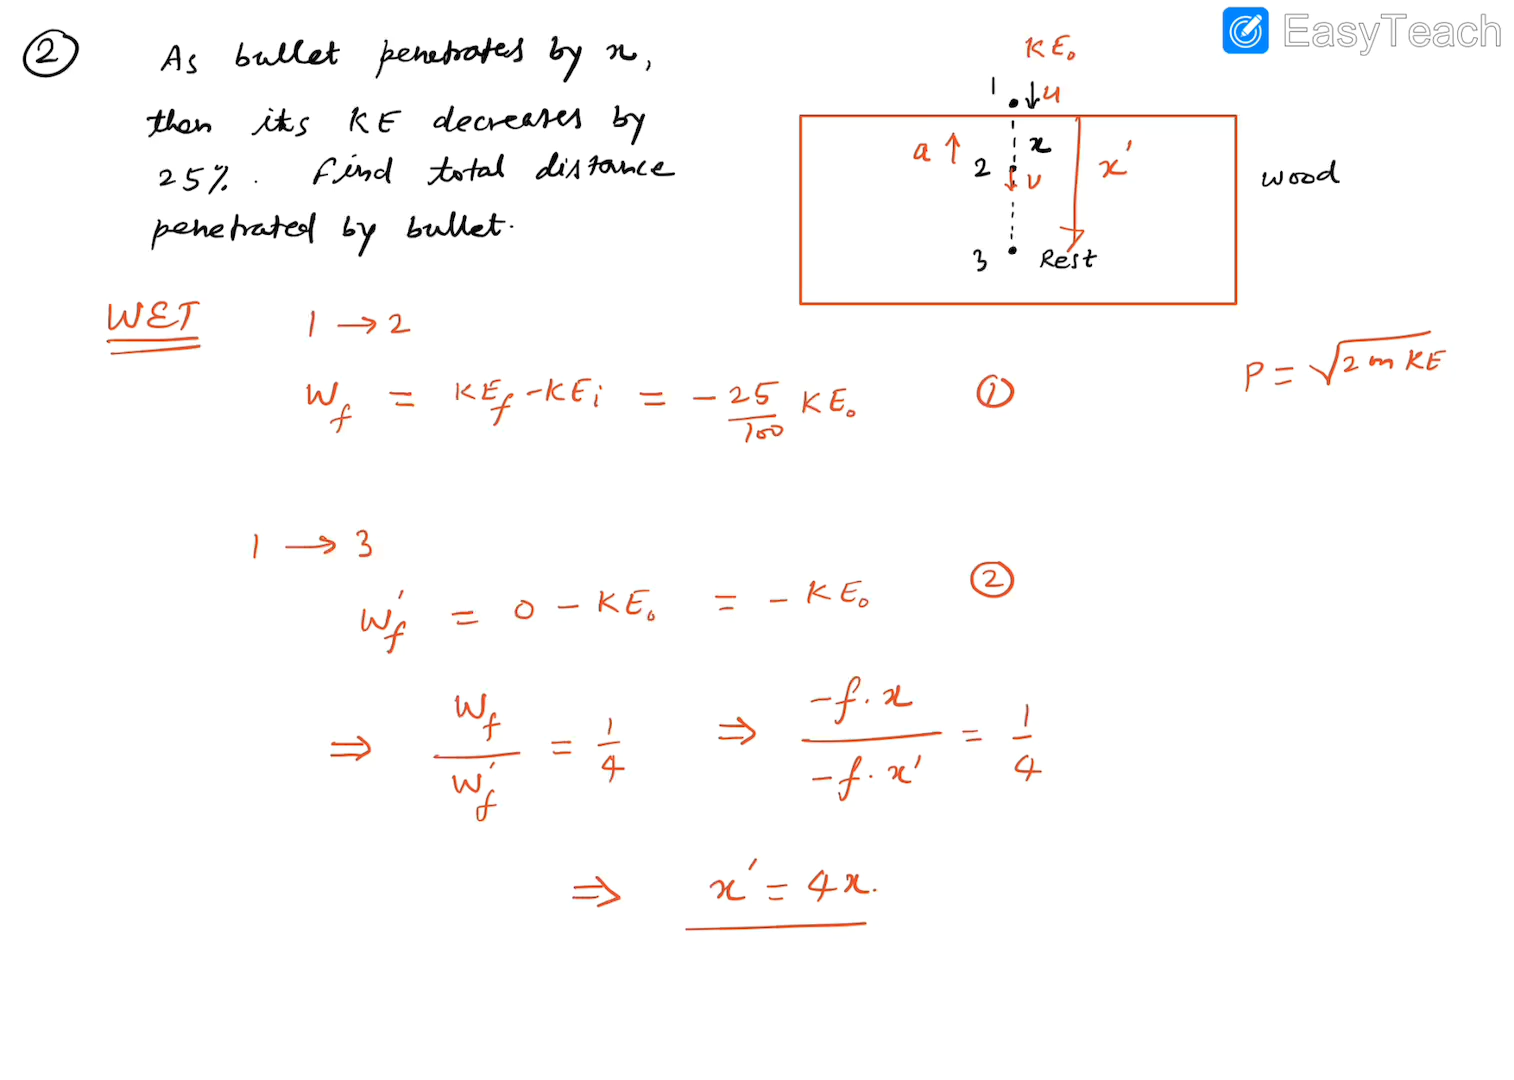 EasyTeach
② As bullet penetrates by x,
then its KE decreases by
25%. Find total distance
penetrated by bullet.
KE₀
1 ↓u
a ↑ x x'
2 ↓v
wood
3 Rest
WET 1 → 2
P = √2mKE
W_f = KE_f - KE_i = -25/100 KE₀ ①
1 → 3
W'_f = 0 - KE₀ = - KE₀ ②
⇒ W_f/W'_f = 1/4 ⇒ -f.x/-f.x' = 1/4
⇒ x' = 4x.